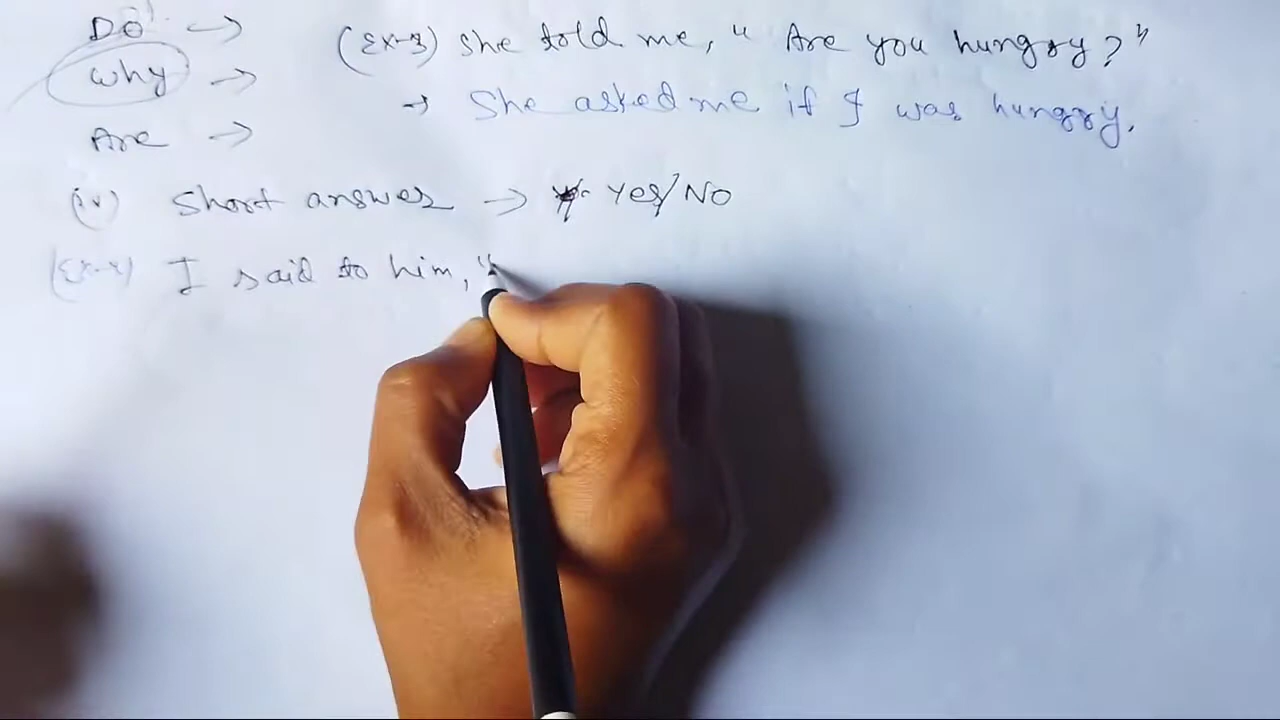 Do →
(Ex-3) She told me, "Are you hungry?"
Why →
→ She asked me if I was hungry.
Are →
(iv) Short answer → Yes/No
(Ex-4) I said to him, "